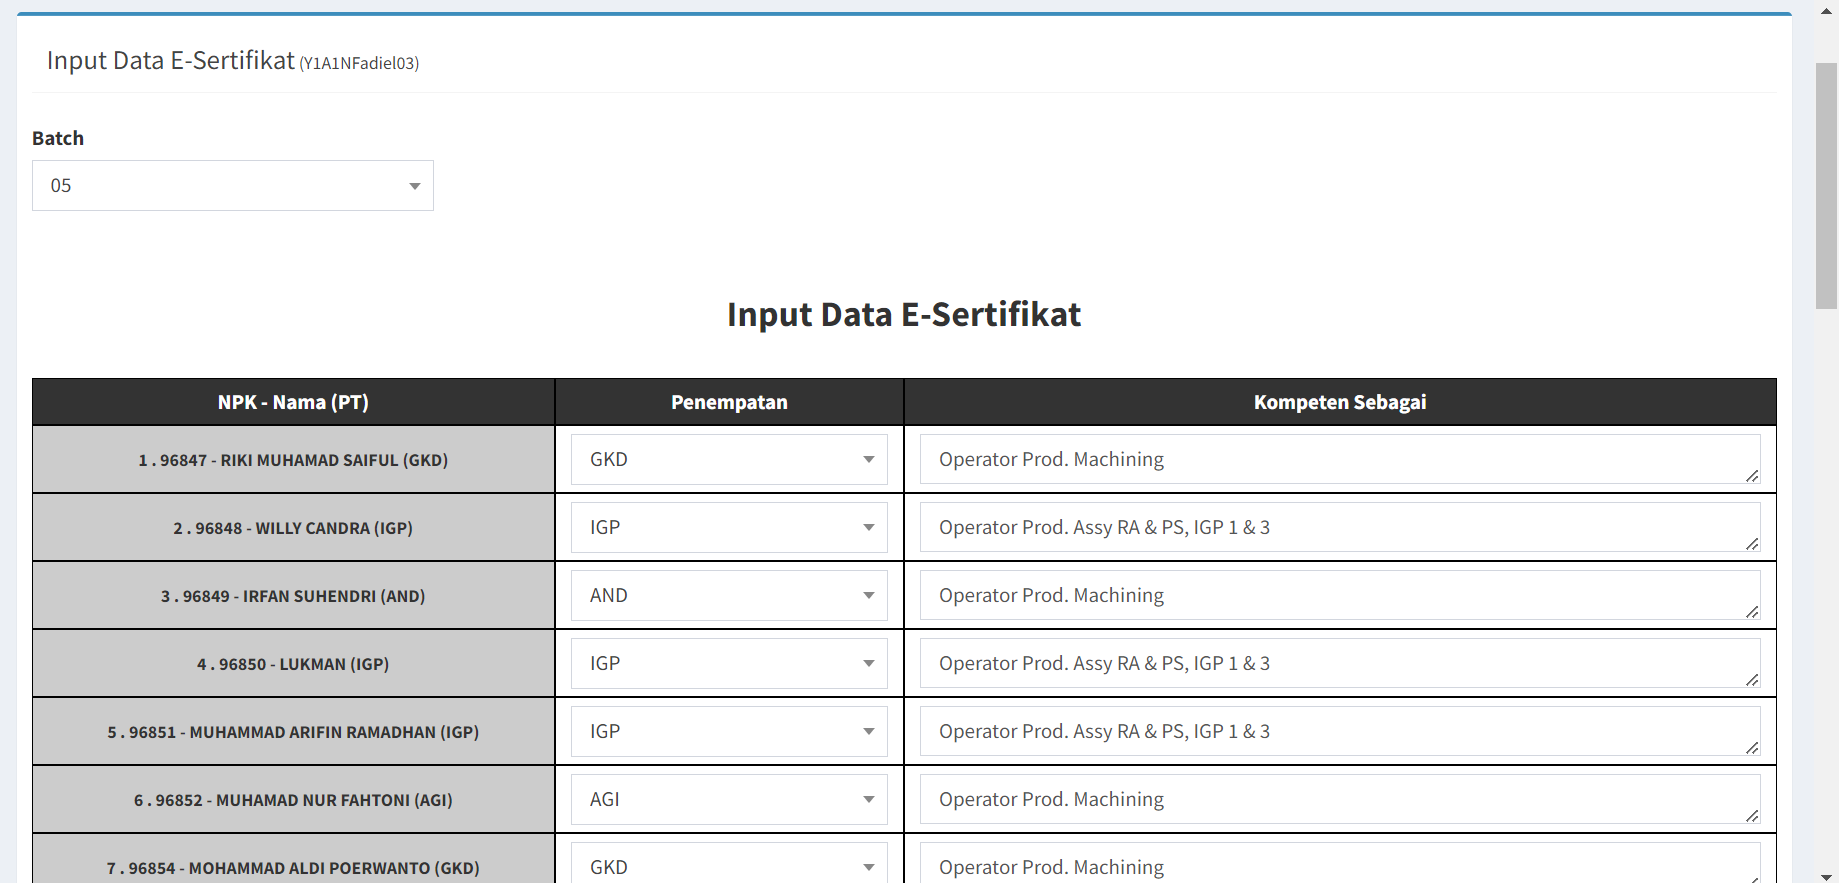 Input Data E-Sertifikat (Y1A1NFadiel03)
Batch
05
Input Data E-Sertifikat
NPK - Nama (PT) Penempatan Kompeten Sebagai
1 . 96847 - RIKI MUHAMAD SAIFUL (GKD) GKD Operator Prod. Machining
2 . 96848 - WILLY CANDRA (IGP) IGP Operator Prod. Assy RA & PS, IGP 1 & 3
3 . 96849 - IRFAN SUHENDRI (AND) AND Operator Prod. Machining
4 . 96850 - LUKMAN (IGP) IGP Operator Prod. Assy RA & PS, IGP 1 & 3
5 . 96851 - MUHAMMAD ARIFIN RAMADHAN (IGP) IGP Operator Prod. Assy RA & PS, IGP 1 & 3
6 . 96852 - MUHAMAD NUR FAHTONI (AGI) AGI Operator Prod. Machining
7 . 96854 - MOHAMMAD ALDI POERWANTO (GKD) GKD Operator Prod. Machining